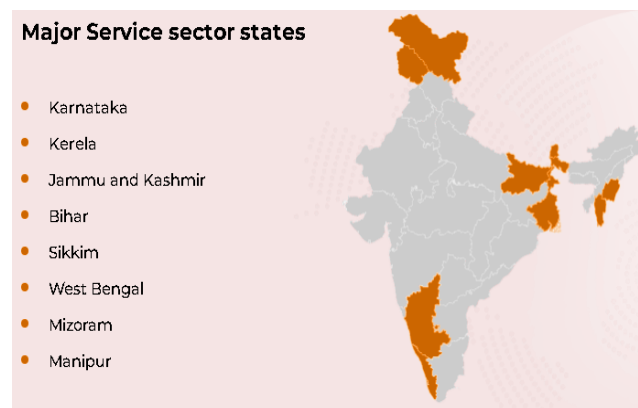 Major Service sector states
Karnataka
Kerela
Jammu and Kashmir
Bihar
Sikkim
West Bengal
Mizoram
Manipur